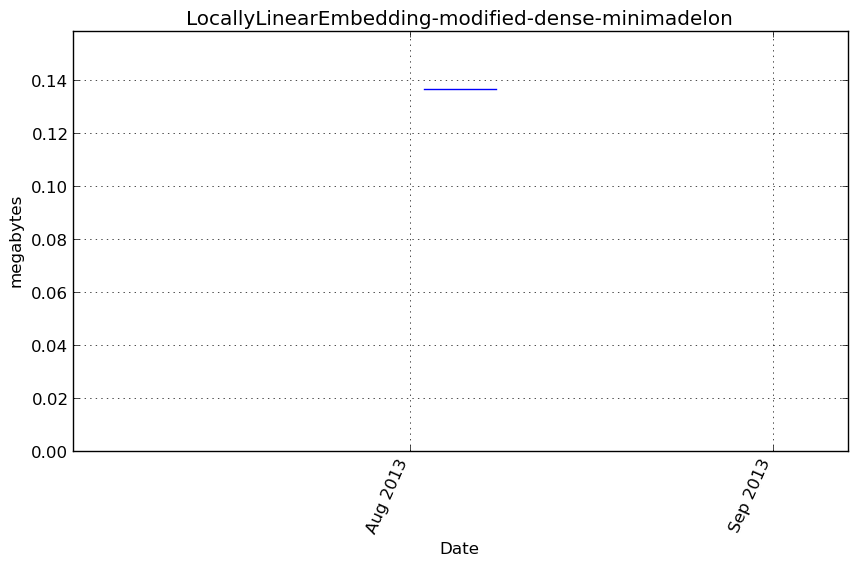 LocallyLinearEmbedding-modified-dense-minimadelon
0.14
0.12
0.10
0.08
0.06
0.04
0.02
0.00
megabytes
Aug 2013
Sep 2013
Date